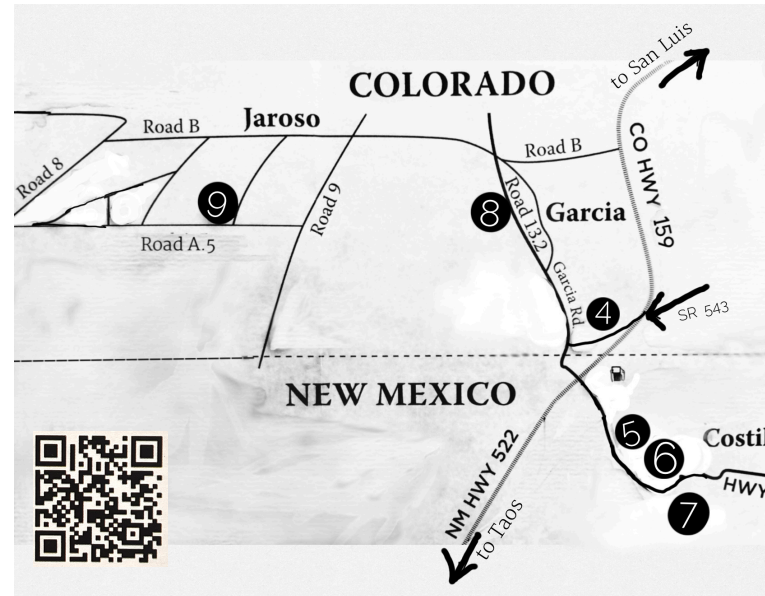 to San Luis
COLORADO
Road B
Jaroso
Road B
CO HWY 159
Road 8
9
Road 9
8
Road 13.2
Garcia
Road A.5
Garcia Rd
4
SR 543
NEW MEXICO
5
6
Costil
HWY
7
NM HWY 522
to Taos